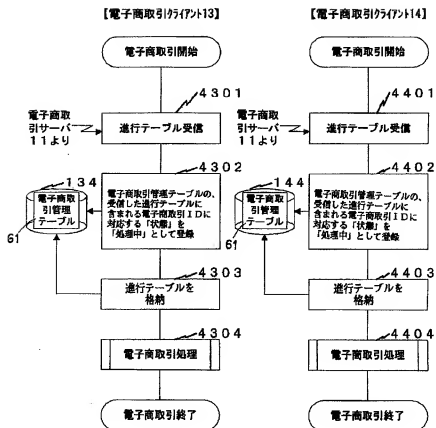 【電子商取引クライアント13】
電子商取引開始
4301
電子商取
引サーバ
11より
進行テーブル受信
4302
電子商取引管理テーブルの、
受信した進行テーブルに
含まれる電子商取引IDに
対応する「状態」を
「処理中」として登録
134
電子商取
引管理
テーブル
61
4303
進行テーブルを
格納
4304
電子商取引処理
電子商取引終了
【電子商取引クライアント14】
電子商取引開始
4401
電子商取
引サーバ
11より
進行テーブル受信
4402
電子商取引管理テーブルの、
受信した進行テーブルに
含まれる電子商取引IDに
対応する「状態」を
「処理中」として登録
144
電子商取
引管理
テーブル
61
4403
進行テーブルを
格納
4404
電子商取引処理
電子商取引終了